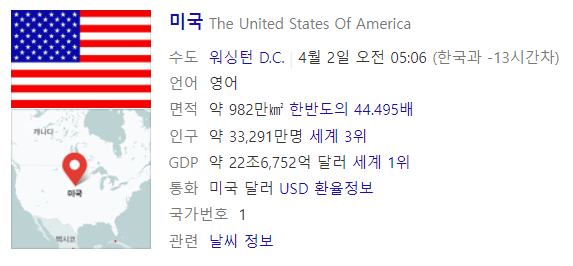 미국 The United States Of America
수도 워싱턴 D.C. | 4월 2일 오전 05:06 (한국과 -13시간차)
언어 영어
면적 약 982만㎢ 한반도의 44.495배
인구 약 33,291만명 세계 3위
GDP 약 22조6,752억 달러 세계 1위
통화 미국 달러 USD 환율정보
국가번호 1
관련 날씨 정보
캐나다
미국
멕시코